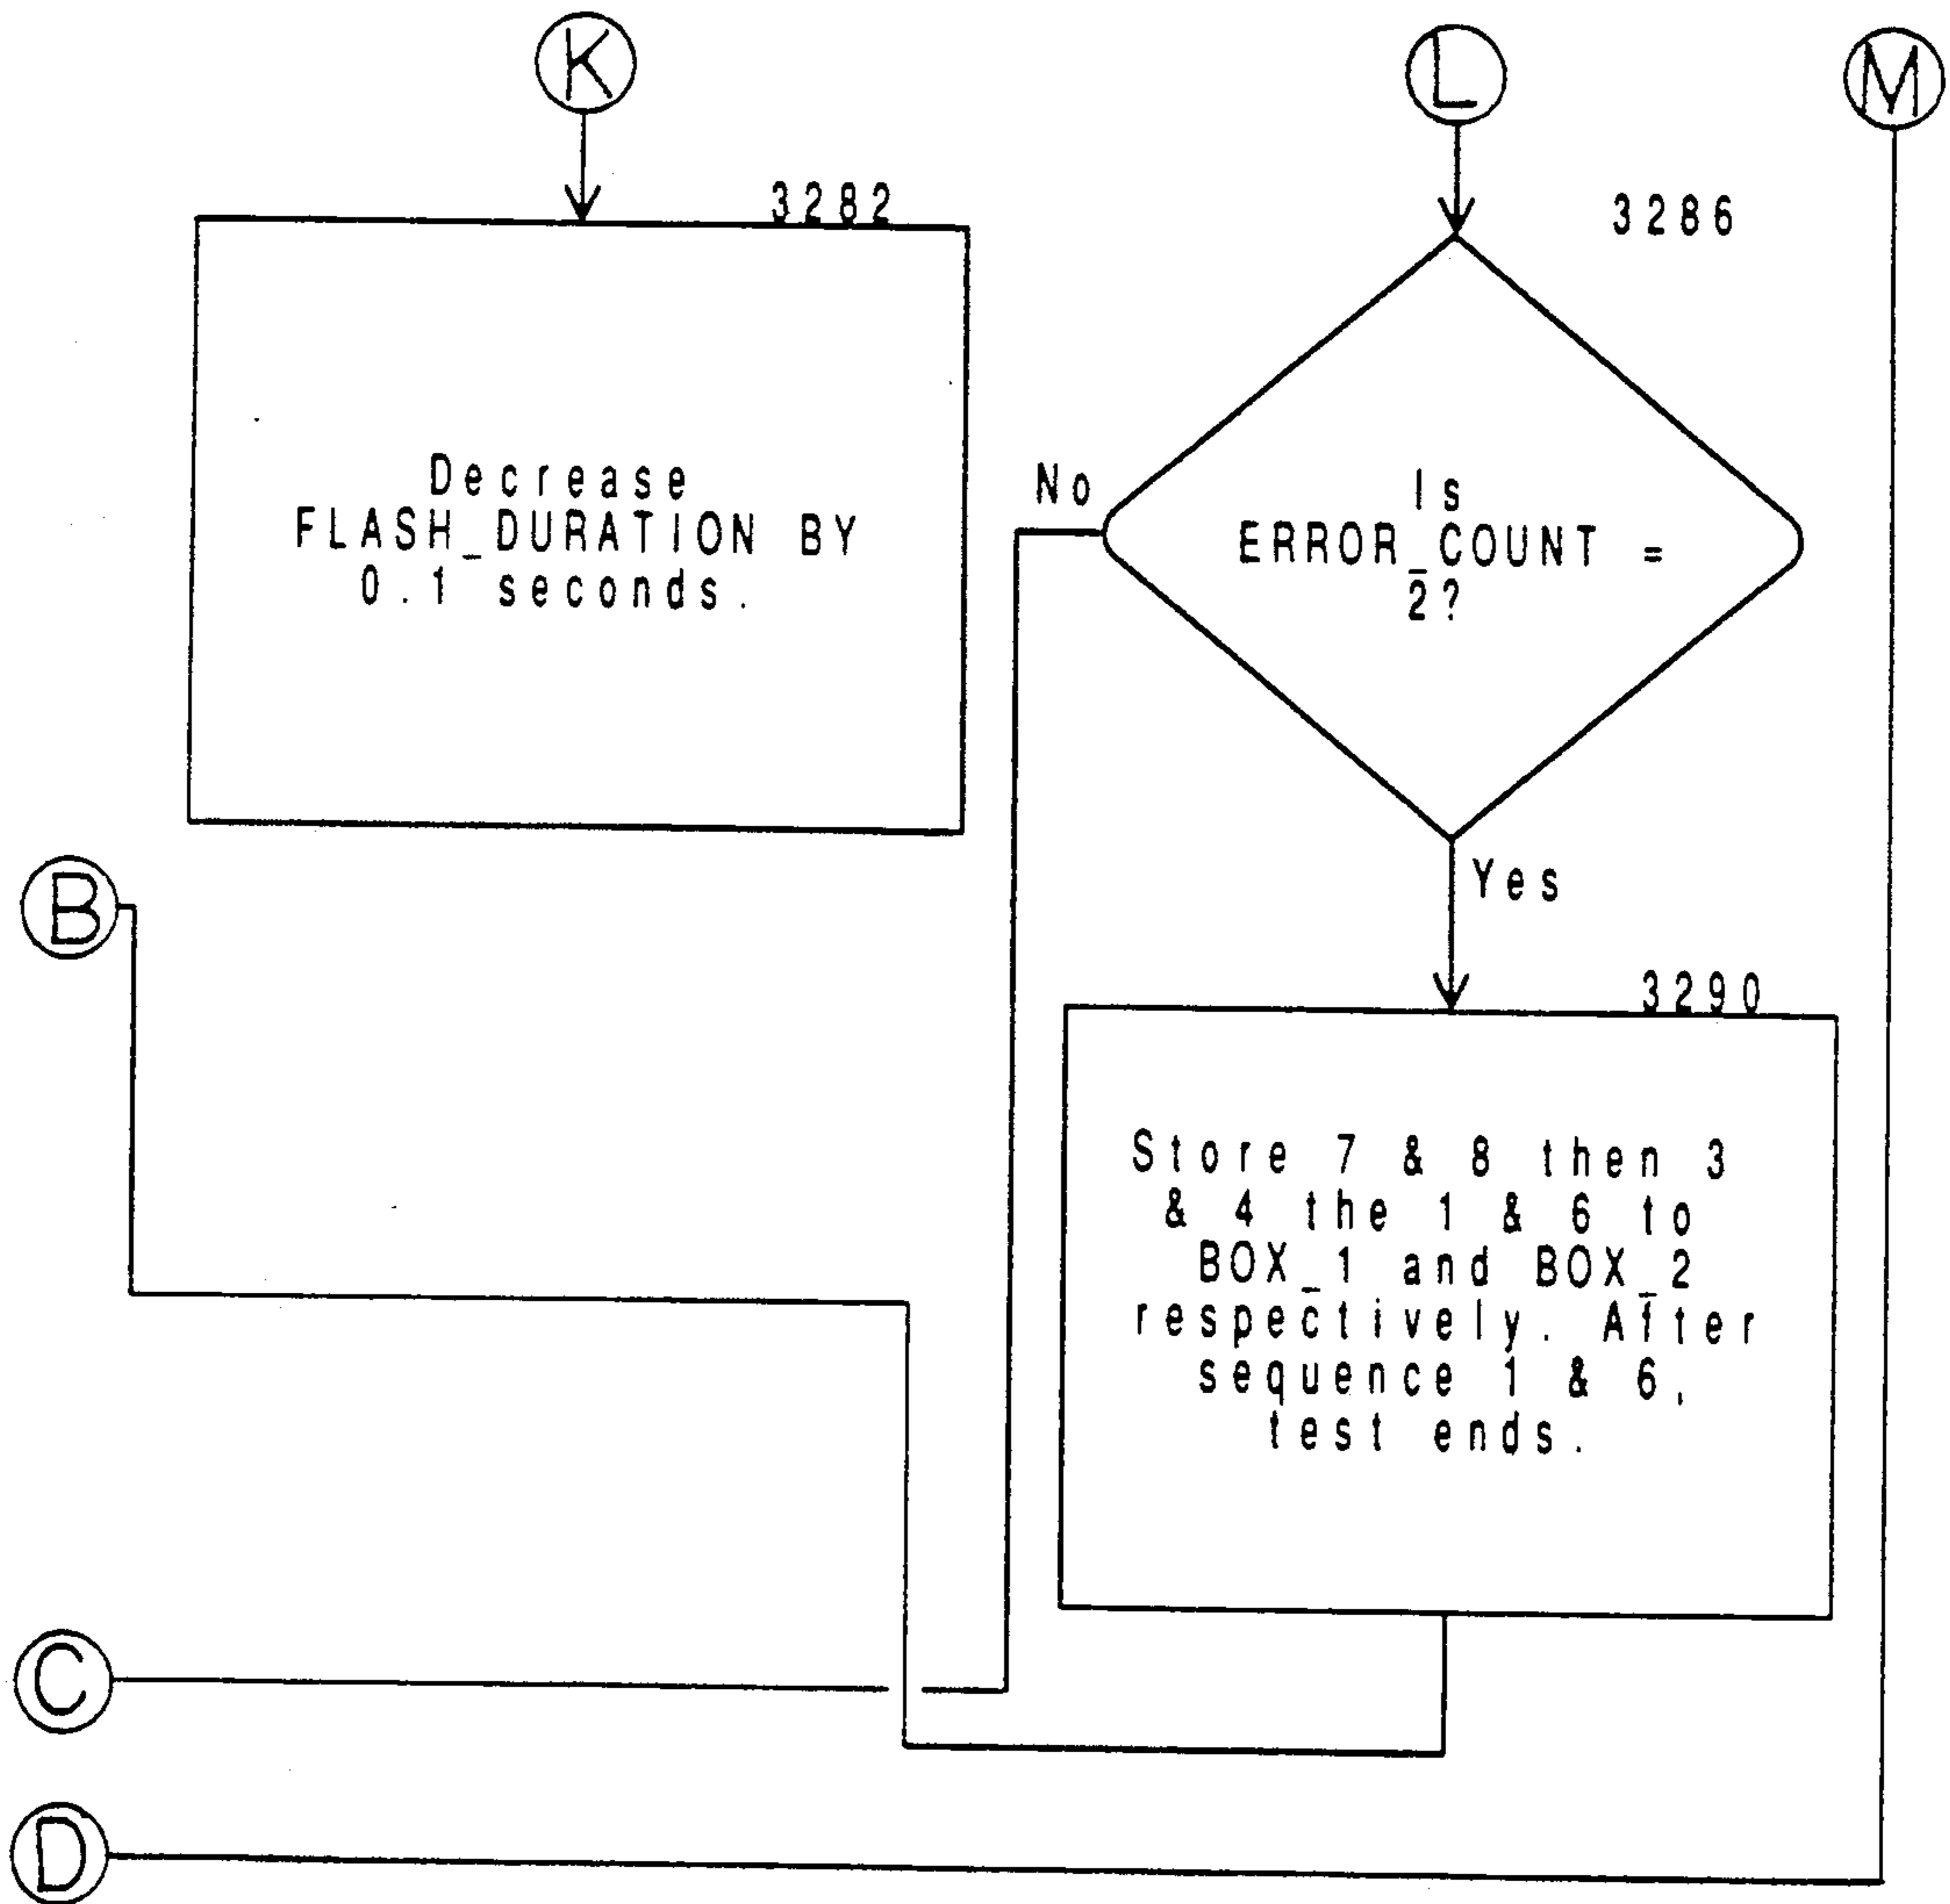 K
L
M
3282
3286
Decrease
FLASH_DURATION BY
0.1 seconds.
No
Is
ERROR_COUNT =
2?
Yes
B
3290
Store 7 & 8 then 3
& 4 the 1 & 6 to
BOX_1 and BOX_2
respectively. After
sequence 1 & 6,
test ends.
C
D